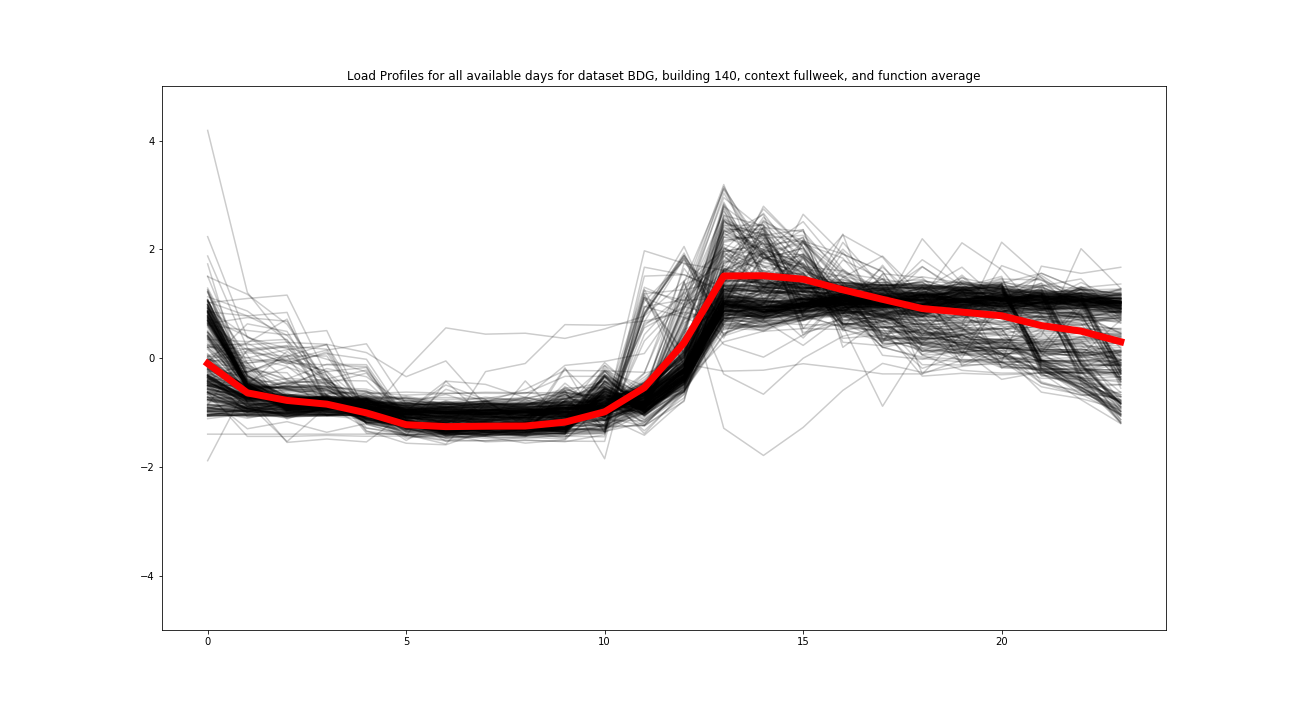 Load Profiles for all available days for dataset BDG, building 140, context fullweek, and function average
4
2
0
−2
−4
0 5 10 15 20